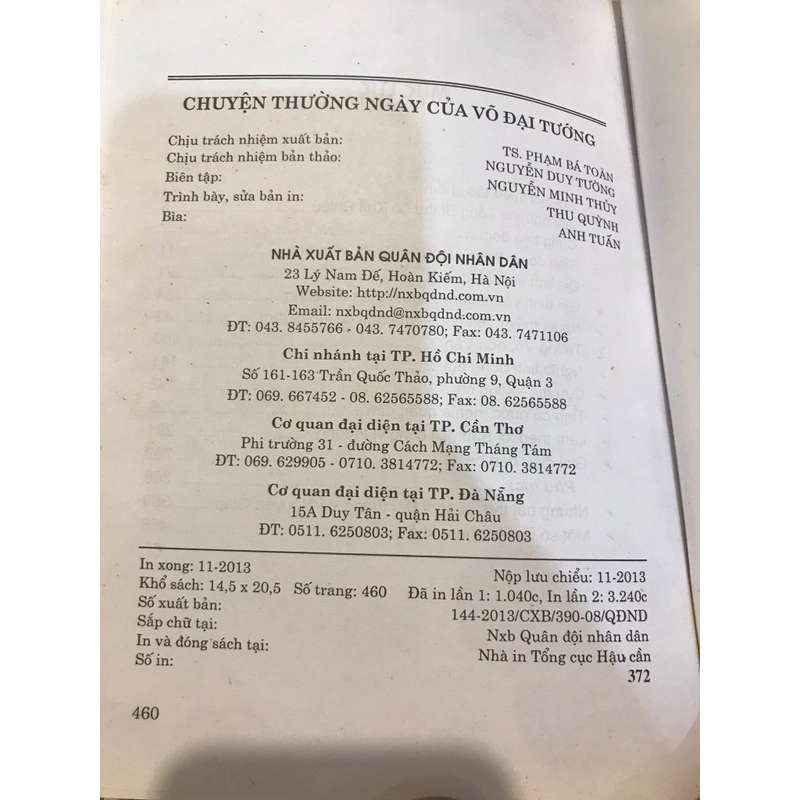 CHUYỆN THƯỜNG NGÀY CỦA VÕ ĐẠI TƯỚNG
Chịu trách nhiệm xuất bản: TS. PHẠM BÁ TOÀN
Chịu trách nhiệm bản thảo: NGUYỄN DUY TƯỜNG
Biên tập: NGUYỄN MINH THỦY
Trình bày, sửa bản in: THU QUỲNH
Bìa: ANH TUẤN
NHÀ XUẤT BẢN QUÂN ĐỘI NHÂN DÂN
23 Lý Nam Đế, Hoàn Kiếm, Hà Nội
Website: http://nxbqdnd.com.vn
Email: nxbqdnd@nxbqdnd.com.vn
ĐT: 043. 8455766 - 043. 7470780; Fax: 043. 7471106
Chi nhánh tại TP. Hồ Chí Minh
Số 161-163 Trần Quốc Thảo, phường 9, Quận 3
ĐT: 069. 667452 - 08. 62565588; Fax: 08. 62565588
Cơ quan đại diện tại TP. Cần Thơ
Phi trường 31 - đường Cách Mạng Tháng Tám
ĐT: 069. 629905 - 0710. 3814772; Fax: 0710. 3814772
Cơ quan đại diện tại TP. Đà Nẵng
15A Duy Tân - quận Hải Châu
ĐT: 0511. 6250803; Fax: 0511. 6250803
In xong: 11-2013 Nộp lưu chiểu: 11-2013
Khổ sách: 14,5 x 20,5 Số trang: 460 Đã in lần 1: 1.040c, In lần 2: 3.240c
Số xuất bản: 144-2013/CXB/390-08/QĐND
Sắp chữ tại: Nxb Quân đội nhân dân
In và đóng sách tại: Nhà in Tổng cục Hậu cần
Số in: 372
460